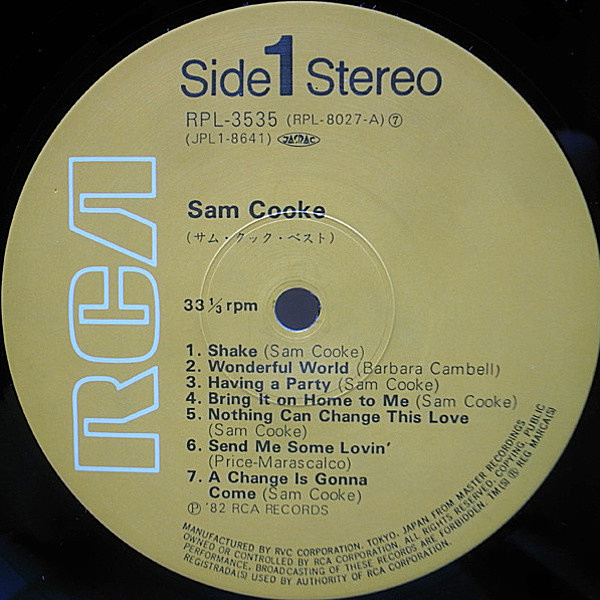 Side 1 Stereo
RPL-3535 (RPL-8027-A) ⑦
(JPL1-8641) JASRAC
RCA
Sam Cooke
(サム・クック・ベスト)
33 1/3 rpm
1. Shake (Sam Cooke)
2. Wonderful World (Barbara Cambell)
3. Having a Party (Sam Cooke)
4. Bring It on Home to Me (Sam Cooke)
5. Nothing Can Change This Love
(Sam Cooke)
6. Send Me Some Lovin'
(Price-Marascalco)
7. A Change Is Gonna
Come (Sam Cooke)
Ⓟ '82 RCA RECORDS
MANUFACTURED BY RVC CORPORATION, TOKYO, JAPAN FROM MASTER RECORDINGS
OWNED OR CONTROLLED BY RCA CORPORATION. ALL RIGHTS RESERVED, COPYING, PUBLIC
PERFORMANCE, BROADCASTING OF THESE RECORDS ARE FORBIDDEN. TM(S) ® REG MARCA(S)
REGISTRADA(S) USED BY AUTHORITY OF RCA CORPORATION.